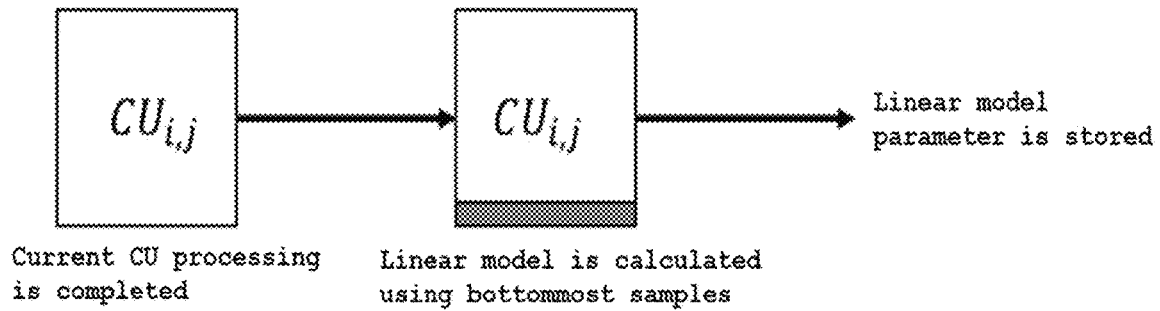 CU_{i,j}
CU_{i,j}
Linear model
parameter is stored
Current CU processing
is completed
Linear model is calculated
using bottommost samples